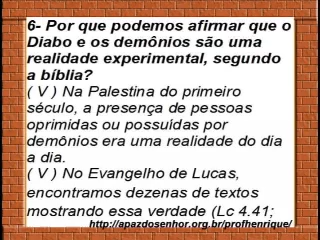 6- Por que podemos afirmar que o
Diabo e os demônios são uma
realidade experimental, segundo
a bíblia?
( V ) Na Palestina do primeiro
século, a presença de pessoas
oprimidas ou possuídas por
demônios era uma realidade do dia
a dia.
( V ) No Evangelho de Lucas,
encontramos dezenas de textos
mostrando essa verdade (Lc 4.41;
http://apazdosenhor.org.br/profhenrique/